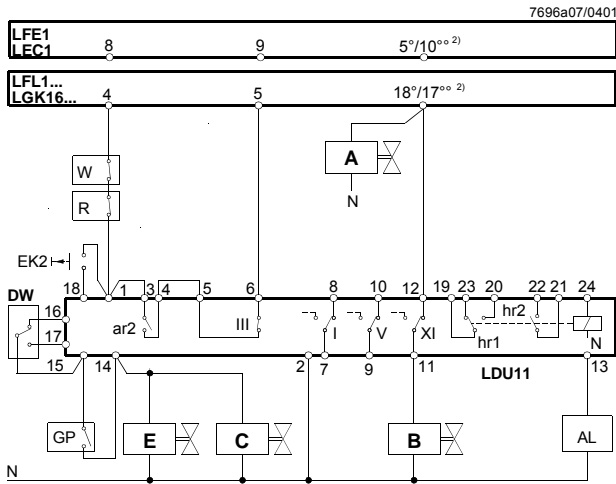 7696a07/0401
LFE1
LEC1
8 9 5°/10°° 2)
LFL1...
LGK16...
4 5 18°/17°° 2)
A
W
N
R
EK2
18 1 3 4 5 6 8 10 12 19 23 20 22 21 24
DW
16
hr2
ar2 III I V XI
17
hr1 N
15 14 2 7 9 11 LDU11 13
GP E C B AL
N